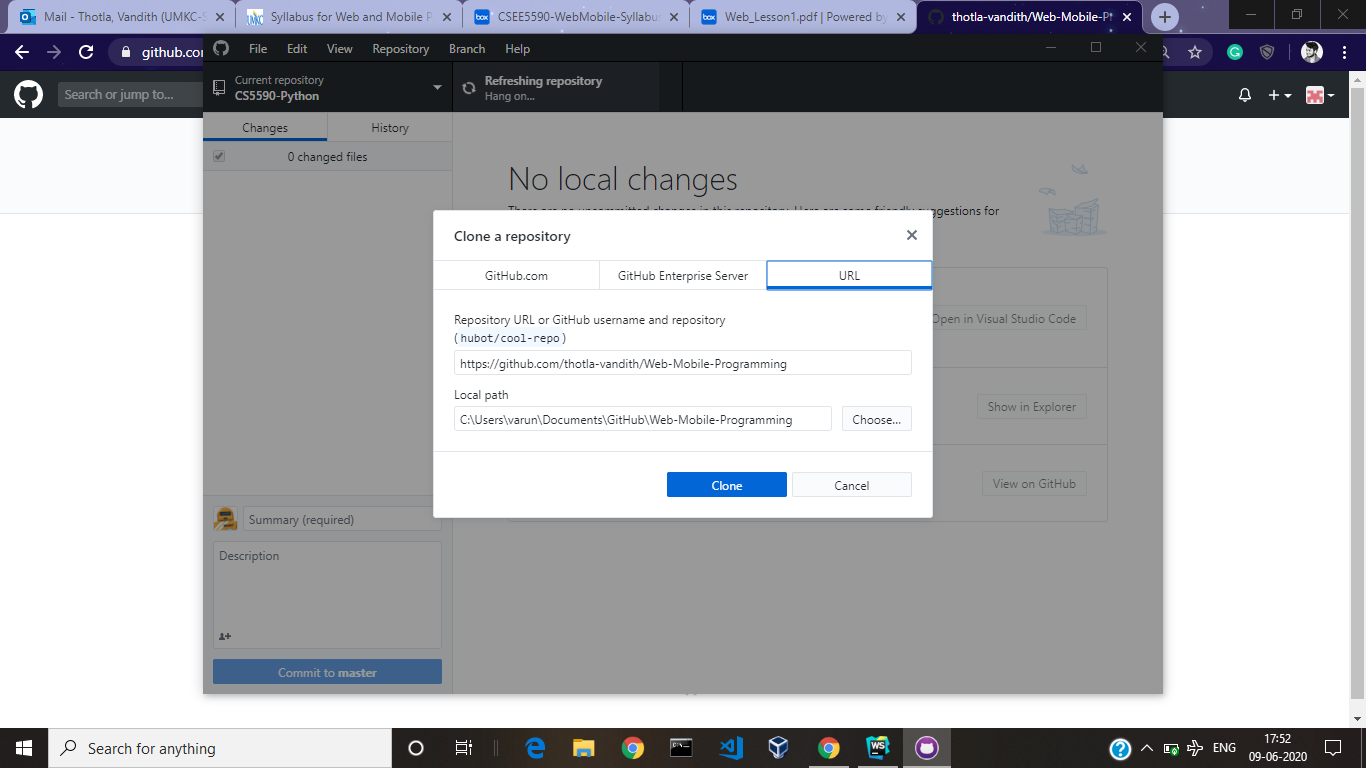 Mail - Thotla, Vandith (UMKC-S
Syllabus for Web and Mobile P
CSEE5590-WebMobile-Syllabus
Web_Lesson1.pdf | Powered by
thotla-vandith/Web-Mobile-Pr
github.com
File Edit View Repository Branch Help
Search or jump to...
Current repository
CS5590-Python
Refreshing repository
Hang on...
Changes
History
0 changed files
No local changes
There are no uncommitted changes in this repository. Here are some friendly suggestions for
Clone a repository
GitHub.com
GitHub Enterprise Server
URL
Repository URL or GitHub username and repository
(hubot/cool-repo)
https://github.com/thotla-vandith/Web-Mobile-Programming
Local path
C:\Users\varun\Documents\GitHub\Web-Mobile-Programming
Choose...
Clone
Cancel
Open in Visual Studio Code
Show in Explorer
View on GitHub
Summary (required)
Description
Commit to master
Search for anything
WS
ENG
17:52
09-06-2020